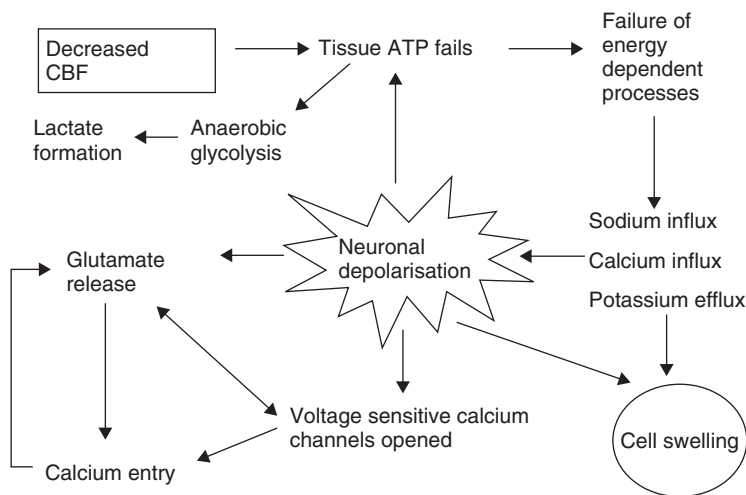 Decreased
CBF
Tissue ATP fails
Failure of
energy
dependent
processes
Lactate
formation
Anaerobic
glycolysis
Sodium influx
Calcium influx
Potassium efflux
Neuronal
depolarisation
Glutamate
release
Voltage sensitive calcium
channels opened
Cell swelling
Calcium entry